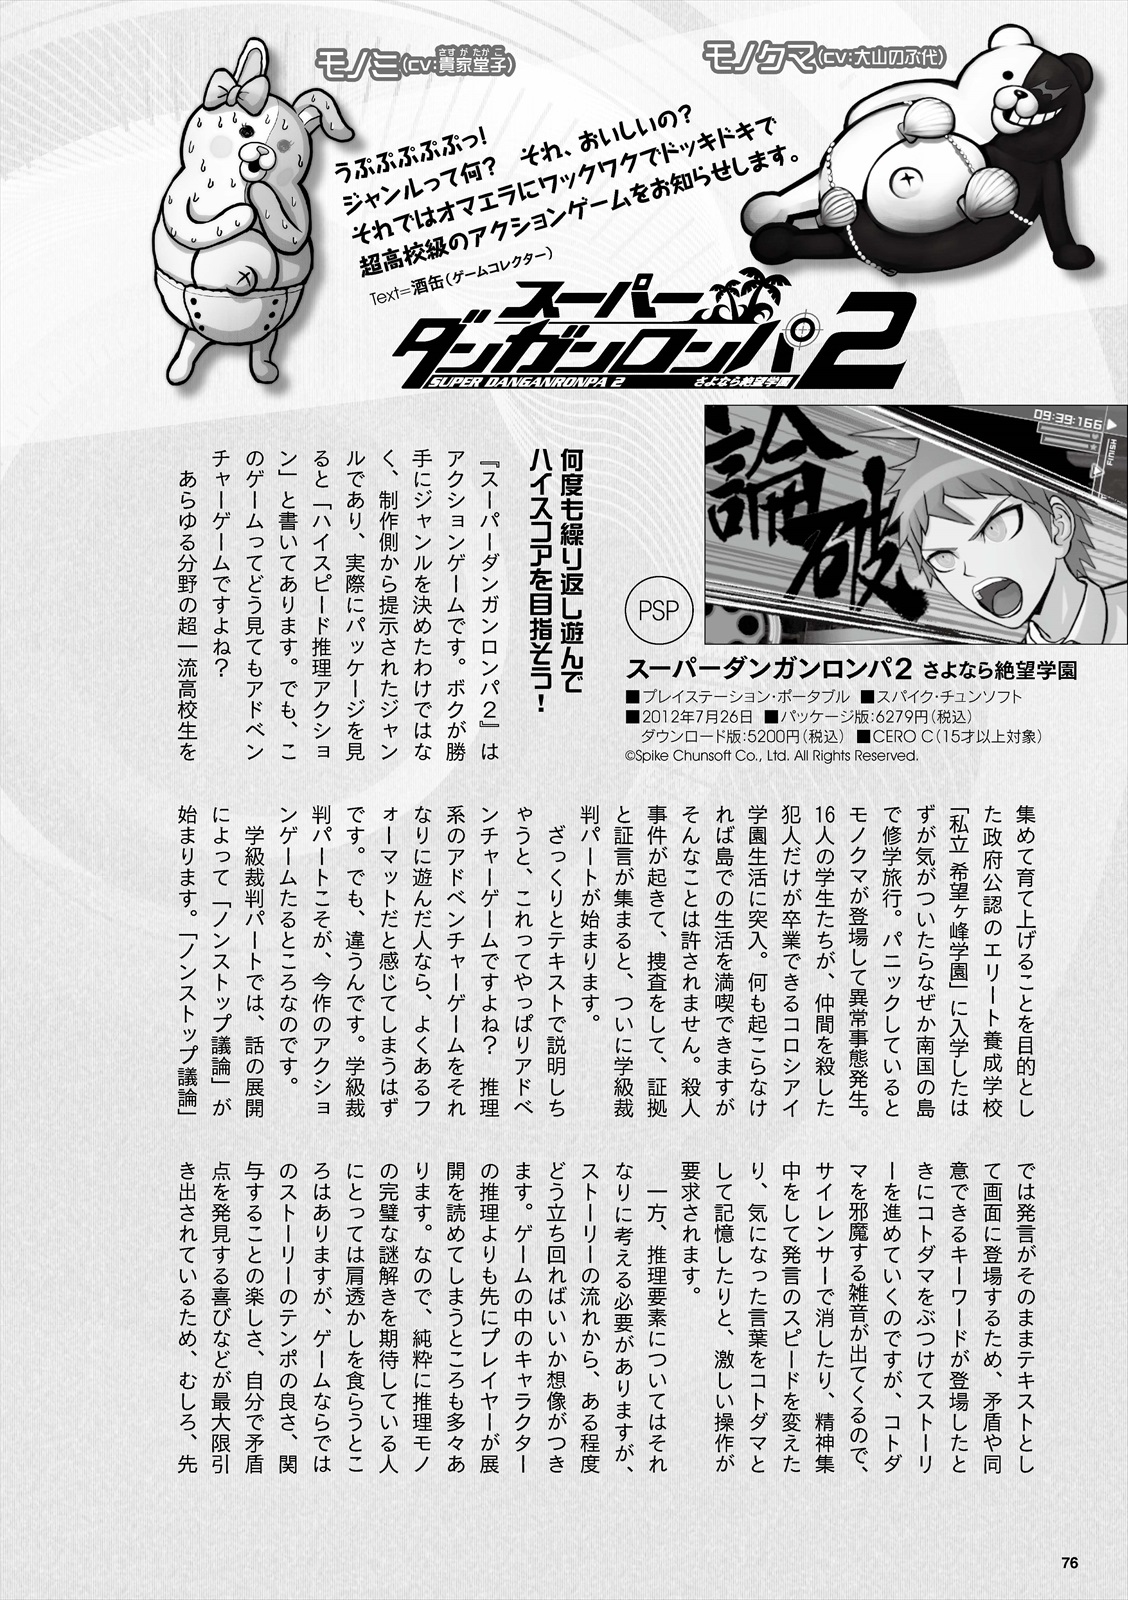 モノミ(CV:貴家堂子)
さすがたかこ
モノクマ(CV:大山のぶ代)
うぷぷぷぷぷっ!
ジャンルって何? それ、おいしいの?
それではオマエラにワックワクでドッキドキで
超高校級のアクションゲームをお知らせします。
Text=酒缶(ゲームコレクター)
スーパー
ダンガンロンパ2
SUPER DANGANRONPA 2
さよなら絶望学園
論破
09:39:166
FINISH
PSP
スーパーダンガンロンパ2 さよなら絶望学園
■プレイステーション・ポータブル ■スパイク・チュンソフト
■2012年7月26日 ■パッケージ版:6279円(税込)
ダウンロード版:5200円(税込) ■CERO C(15才以上対象)
©Spike Chunsoft Co., Ltd. All Rights Reserved.
何度も繰り返し遊んで
ハイスコアを目指そう!
『スーパーダンガンロンパ2』は
アクションゲームです。ボクが勝
手にジャンルを決めたわけではな
く、制作側から提示されたジャン
ルであり、実際にパッケージを見
ると「ハイスピード推理アクショ
ン」と書いてあります。でも、こ
のゲームってどう見てもアドベン
チャーゲームですよね?
あらゆる分野の超一流高校生を
集めて育て上げることを目的とし
た政府公認のエリート養成学校
「私立 希望ヶ峰学園」に入学したは
ずが気がついたらなぜか南国の島
で修学旅行。パニックしていると
モノクマが登場して異常事態発生。
16人の学生たちが、仲間を殺した
犯人だけが卒業できるコロシアイ
学園生活に突入。何も起こらなけ
れば島での生活を満喫できますが
そんなことは許されません。殺人
事件が起きて、捜査をして、証拠
と証言が集まると、ついに学級裁
判パートが始まります。
ざっくりとテキストで説明しち
ゃうと、これってやっぱりアドベ
ンチャーゲームですよね? 推理
系のアドベンチャーゲームをそれ
なりに遊んだ人なら、よくあるフ
ォーマットだと感じてしまうはず
です。でも、違うんです。学級裁
判パートこそが、今作のアクショ
ンゲームたるところなのです。
学級裁判パートでは、話の展開
によって「ノンストップ議論」が
始まります。「ノンストップ議論」
では発言がそのままテキストとし
て画面に登場するため、矛盾や同
意できるキーワードが登場したと
きにコトダマをぶつけてストーリ
ーを進めていくのですが、コトダ
マを邪魔する雑音が出てくるので、
サイレンサーで消したり、精神集
中をして発言のスピードを変えた
り、気になった言葉をコトダマと
して記憶したりと、激しい操作が
要求されます。
一方、推理要素についてはそれ
なりに考える必要がありますが、
ストーリーの流れから、ある程度
どう立ち回ればいいか想像がつき
ます。ゲームの中のキャラクター
の推理よりも先にプレイヤーが展
開を読めてしまうところも多々あ
ります。なので、純粋に推理モノ
の完璧な謎解きを期待している人
にとっては肩透かしを食らうとこ
ろはありますが、ゲームならでは
のストーリーのテンポの良さ、関
与することの楽しさ、自分で矛盾
点を発見する喜びなどが最大限引
き出されているため、むしろ、先
76